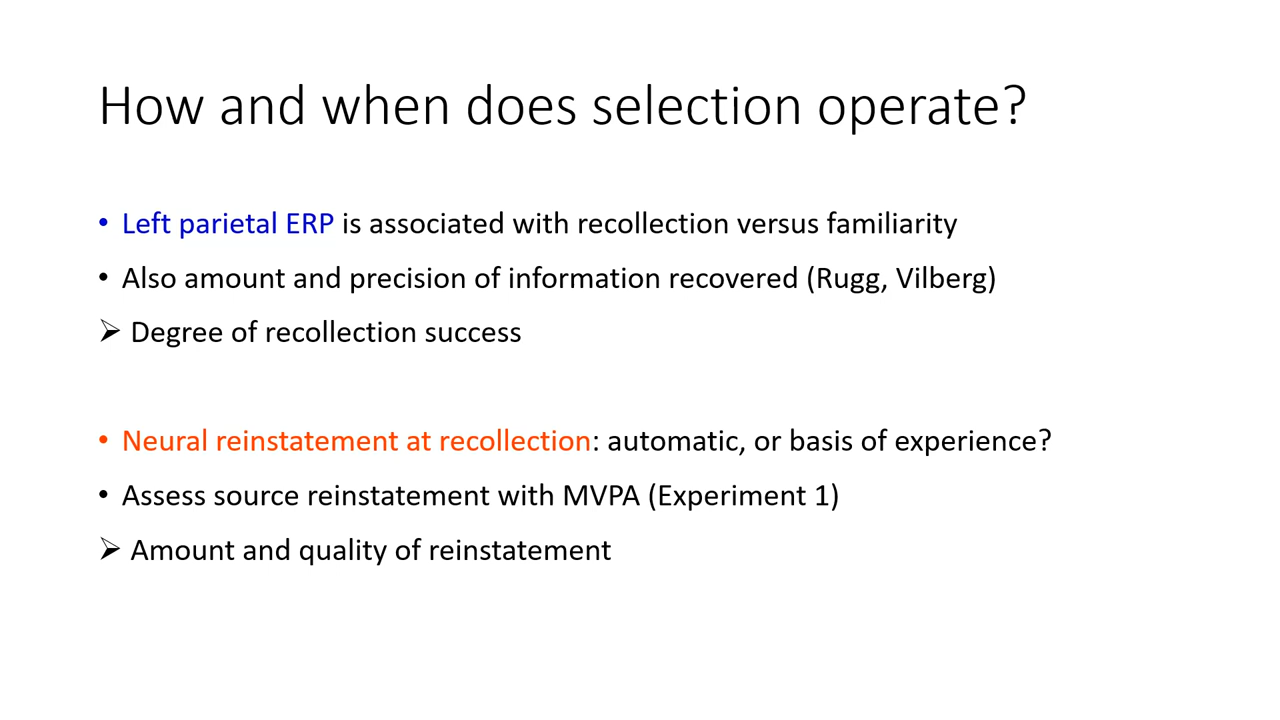 How and when does selection operate?
• Left parietal ERP is associated with recollection versus familiarity
• Also amount and precision of information recovered (Rugg, Vilberg)
➢ Degree of recollection success
• Neural reinstatement at recollection: automatic, or basis of experience?
• Assess source reinstatement with MVPA (Experiment 1)
➢ Amount and quality of reinstatement